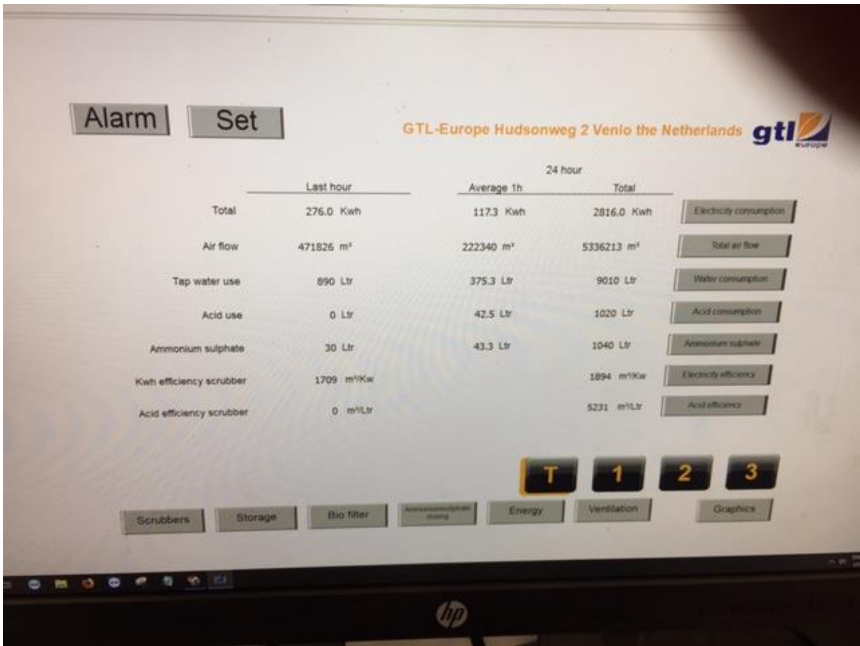 Alarm Set
GTL-Europe Hudsonweg 2 Venlo the Netherlands gtl europe
24 hour
Last hour Average 1h Total
Total 276.0 Kwh 117.3 Kwh 2816.0 Kwh Electricity consumption
Air flow 471826 m³ 222340 m³ 5336213 m³ Total air flow
Tap water use 890 Ltr 375.3 Ltr 9010 Ltr Water consumption
Acid use 0 Ltr 42.5 Ltr 1020 Ltr Acid consumption
Ammonium sulphate 30 Ltr 43.3 Ltr 1040 Ltr Ammonium sulphate
Kwh efficiency scrubber 1709 m³/Kw 1894 m³/Kw Electricity efficiency
Acid efficiency scrubber 0 m³/Ltr 5231 m³/Ltr Acid efficiency
T 1 2 3
Scrubbers Storage Bio filter Energy Ventilation Graphics
hp